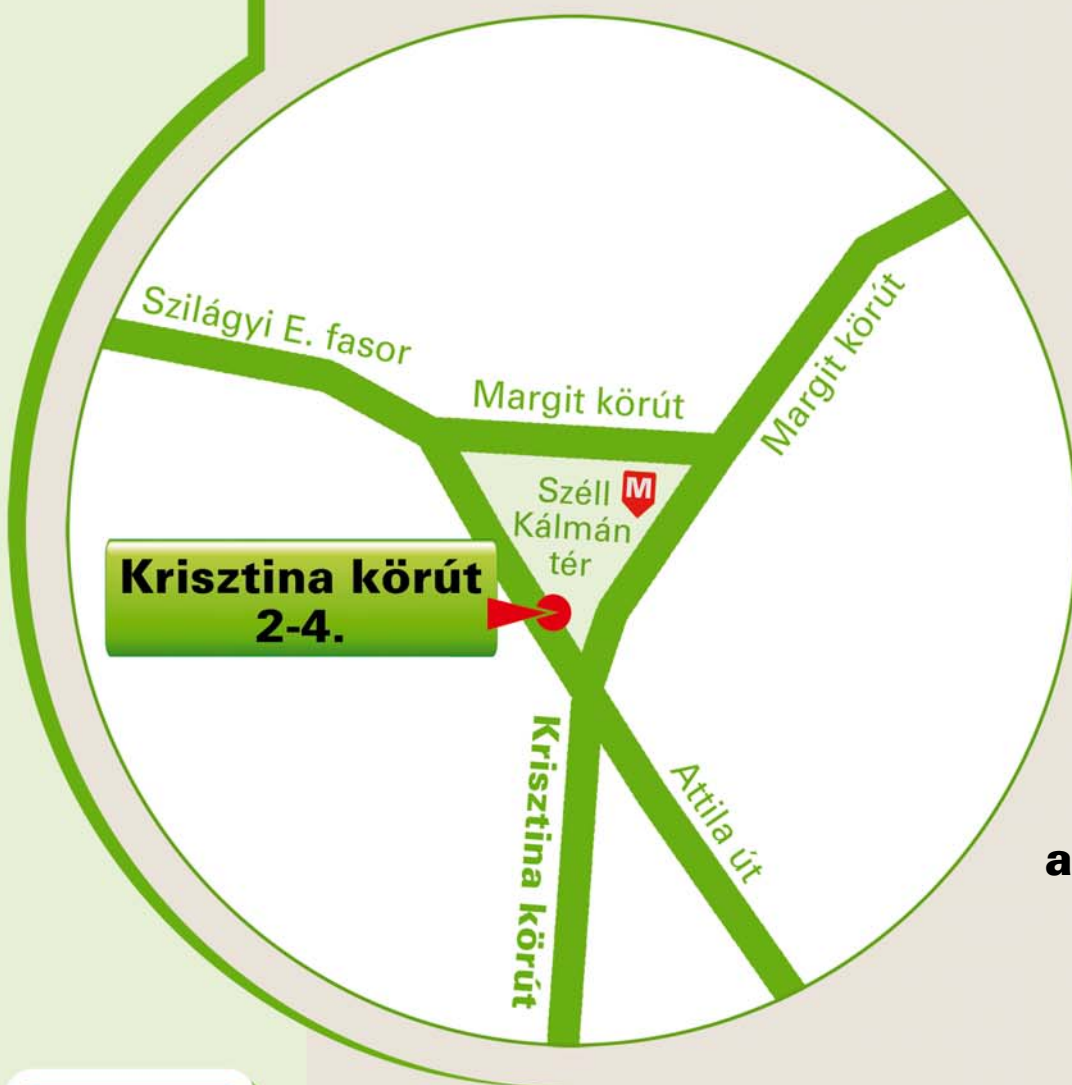 Szilágyi E. fasor
Margit körút
Margit körút
Széll
Kálmán
tér
M
Krisztina körút
2-4.
Krisztina körút
Attila út
a